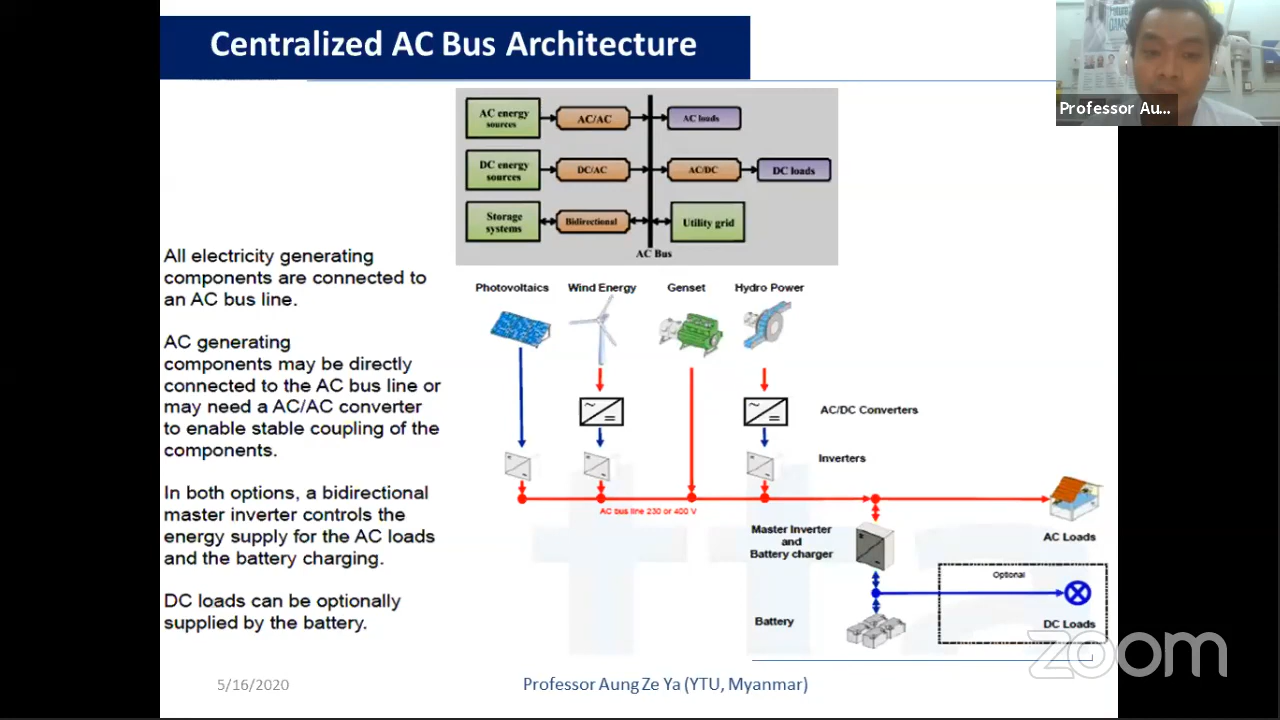 Centralized AC Bus Architecture
Professor Au...
AC energy
sources
AC/AC
AC loads
DC energy
sources
DC/AC
AC/DC
DC loads
Storage
systems
Bidirectional
Utility grid
AC Bus
All electricity generating
components are connected to
an AC bus line.
AC generating
components may be directly
connected to the AC bus line or
may need a AC/AC converter
to enable stable coupling of the
components.
In both options, a bidirectional
master inverter controls the
energy supply for the AC loads
and the battery charging.
DC loads can be optionally
supplied by the battery.
Photovoltaics
Wind Energy
Genset
Hydro Power
AC/DC Converters
Inverters
AC bus line 230 or 400 V
Master Inverter
and
Battery charger
AC Loads
Optional
Battery
DC Loads
zoom
5/16/2020
Professor Aung Ze Ya (YTU, Myanmar)